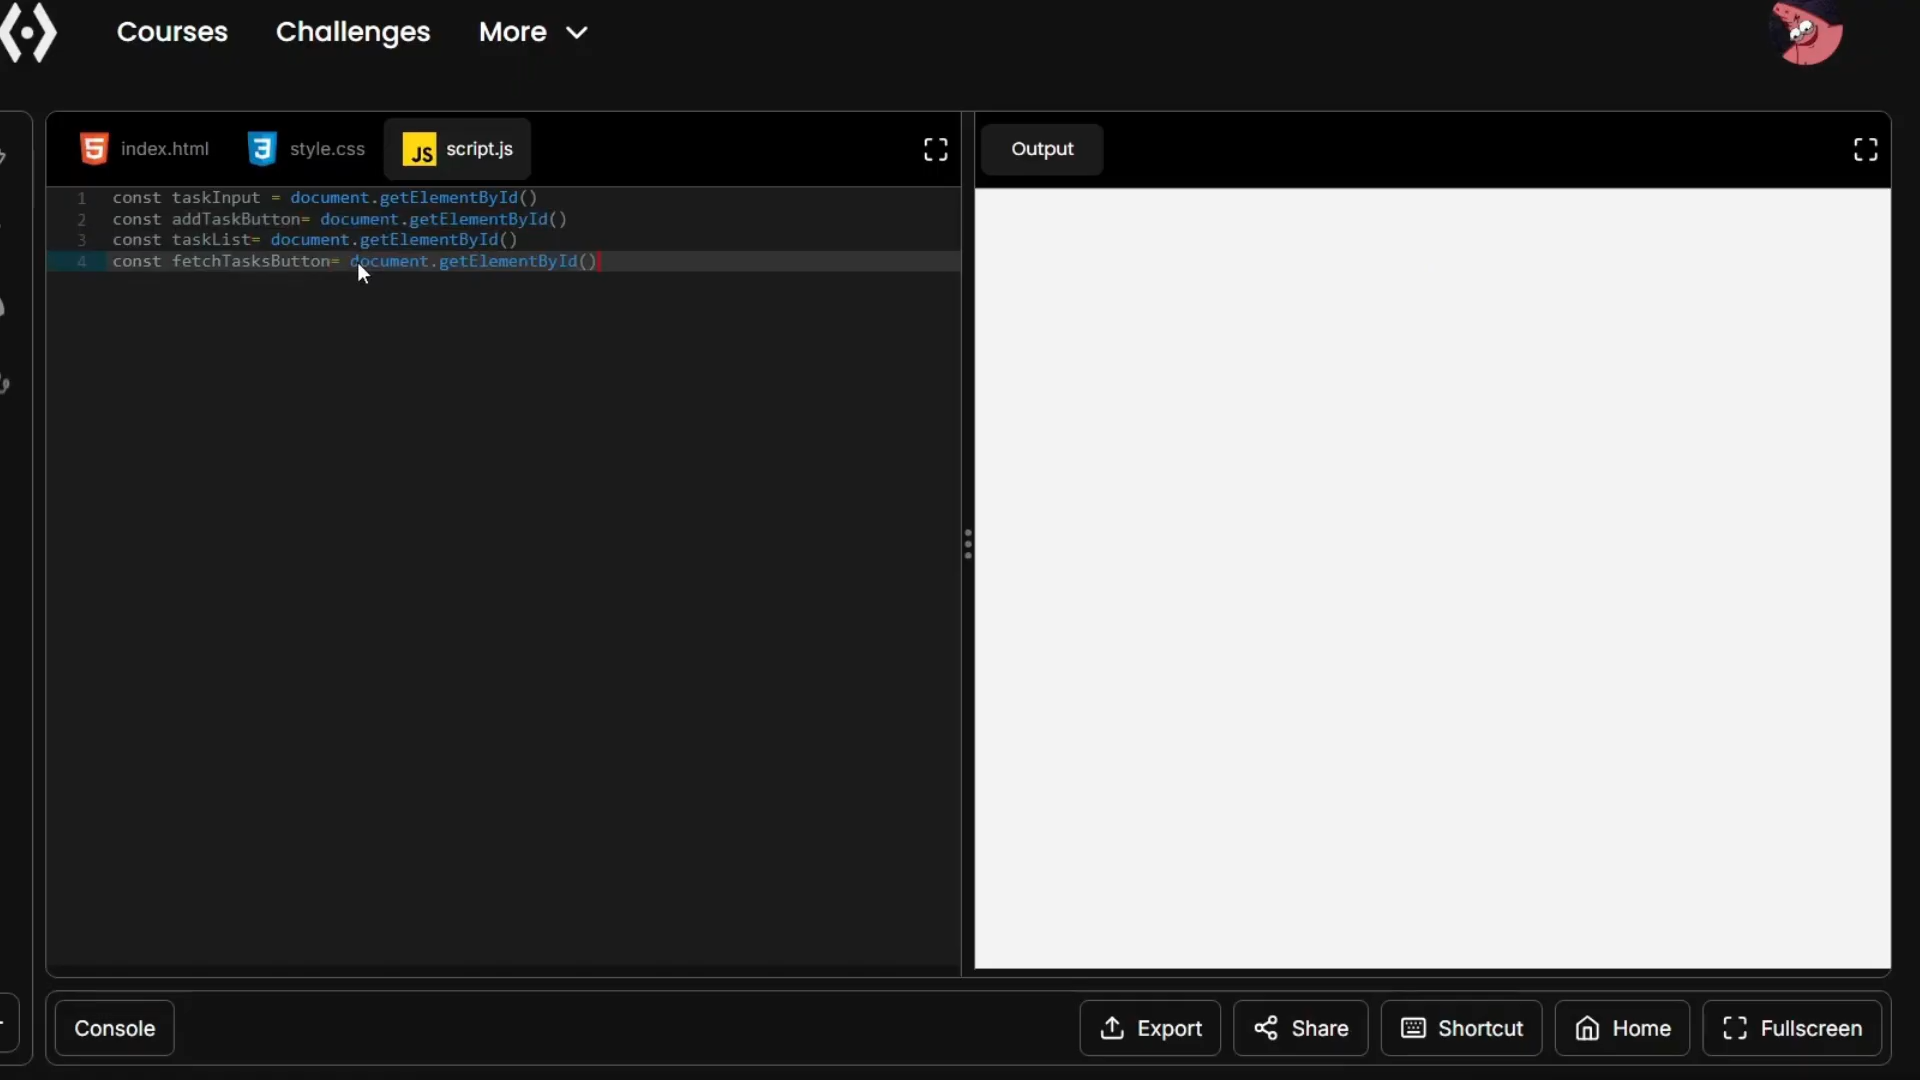 Courses Challenges More
index.html style.css JS script.js Output
1 const taskInput = document.getElementById()
2 const addTaskButton= document.getElementById()
3 const taskList= document.getElementById()
4 const fetchTasksButton= document.getElementById()
Console Export Share Shortcut Home Fullscreen